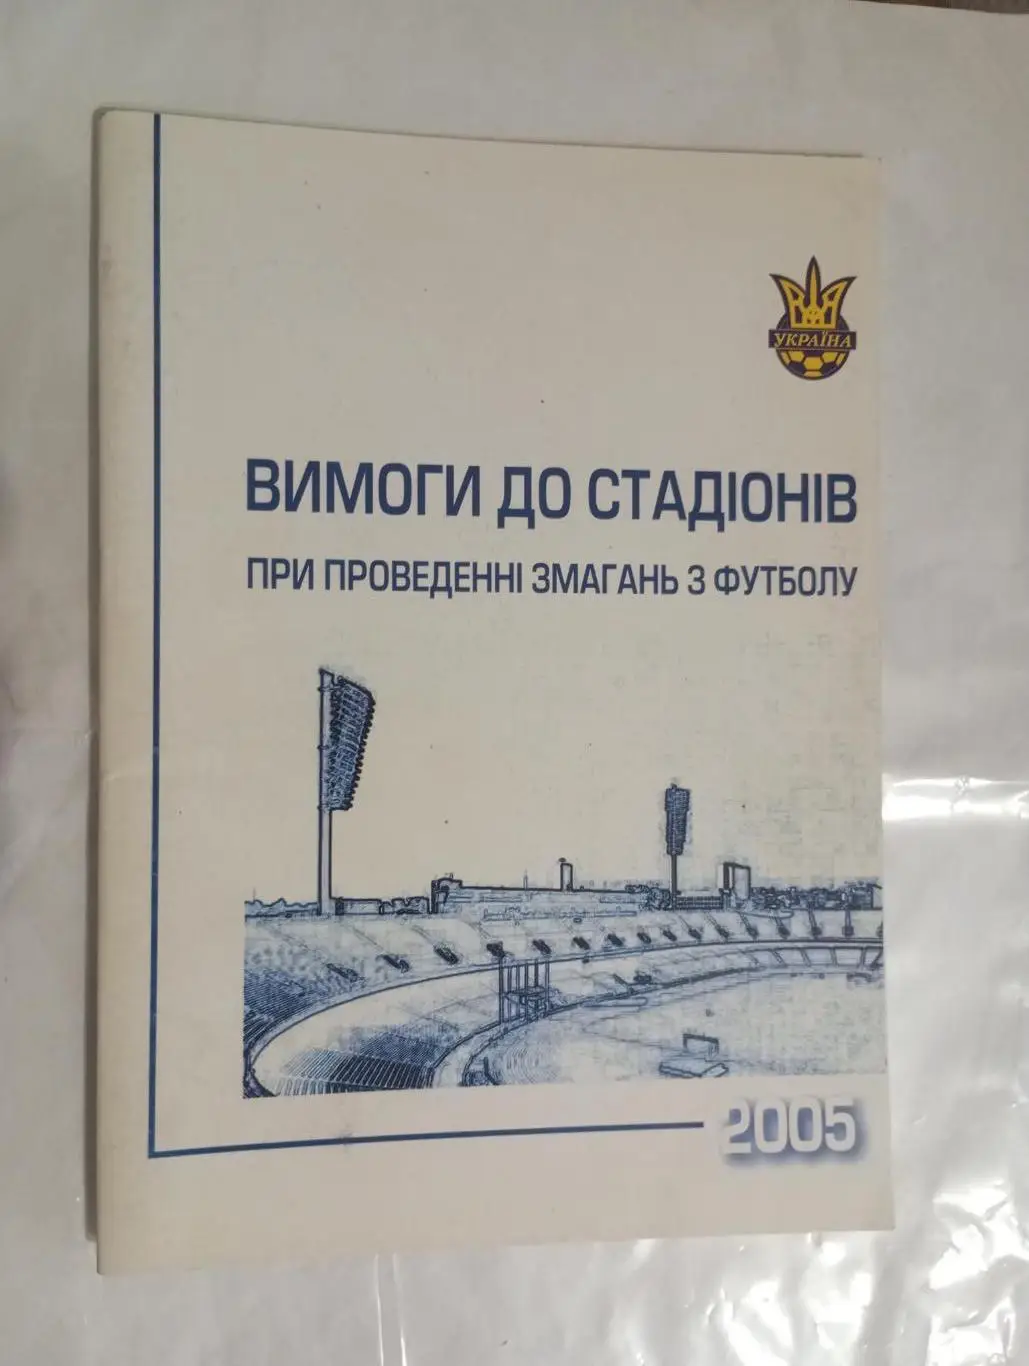 УКРАЇНА
ВИМОГИ ДО СТАДІОНІВ
ПРИ ПРОВЕДЕННІ ЗМАГАНЬ З ФУТБОЛУ
2005